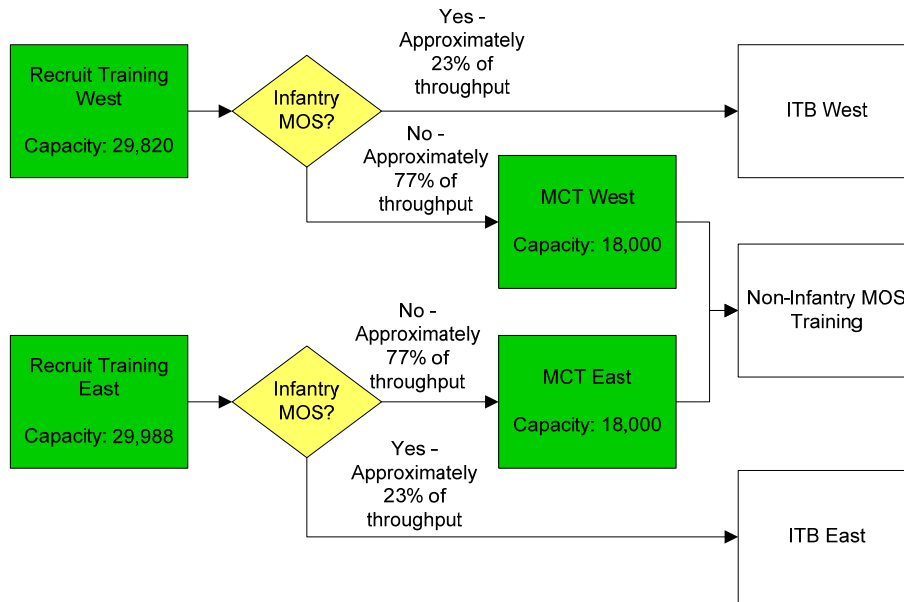 Recruit Training
West
Capacity: 29,820
Infantry
MOS?
Yes -
Approximately
23% of
throughput
ITB West
No -
Approximately
77% of
throughput
MCT West
Capacity: 18,000
Non-Infantry MOS
Training
Recruit Training
East
Capacity: 29,988
Infantry
MOS?
No -
Approximately
77% of
throughput
MCT East
Capacity: 18,000
Yes -
Approximately
23% of
throughput
ITB East